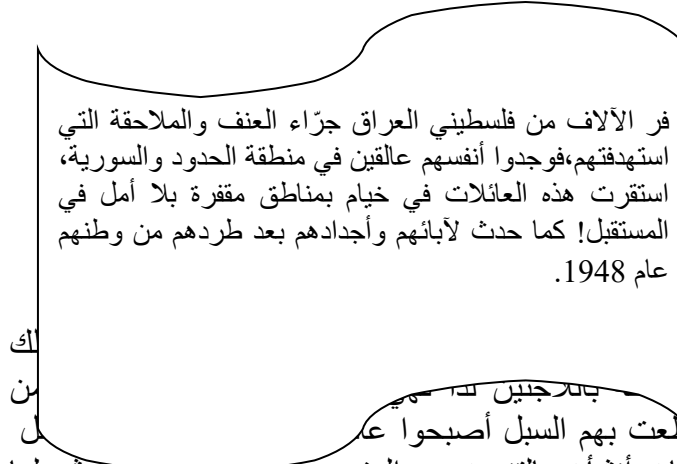 فر الآلاف من فلسطيني العراق جرّاء العنف والملاحقة التي
استهدفتهم،فوجدوا أنفسهم عالقين في منطقة الحدود والسورية،
استقرت هذه العائلات في خيام بمناطق مقفرة بلا أمل في
المستقبل! كما حدث لآبائهم وأجدادهم بعد طردهم من وطنهم
عام 1948.
باللاجئين لذا
بهم السبل أصبحوا